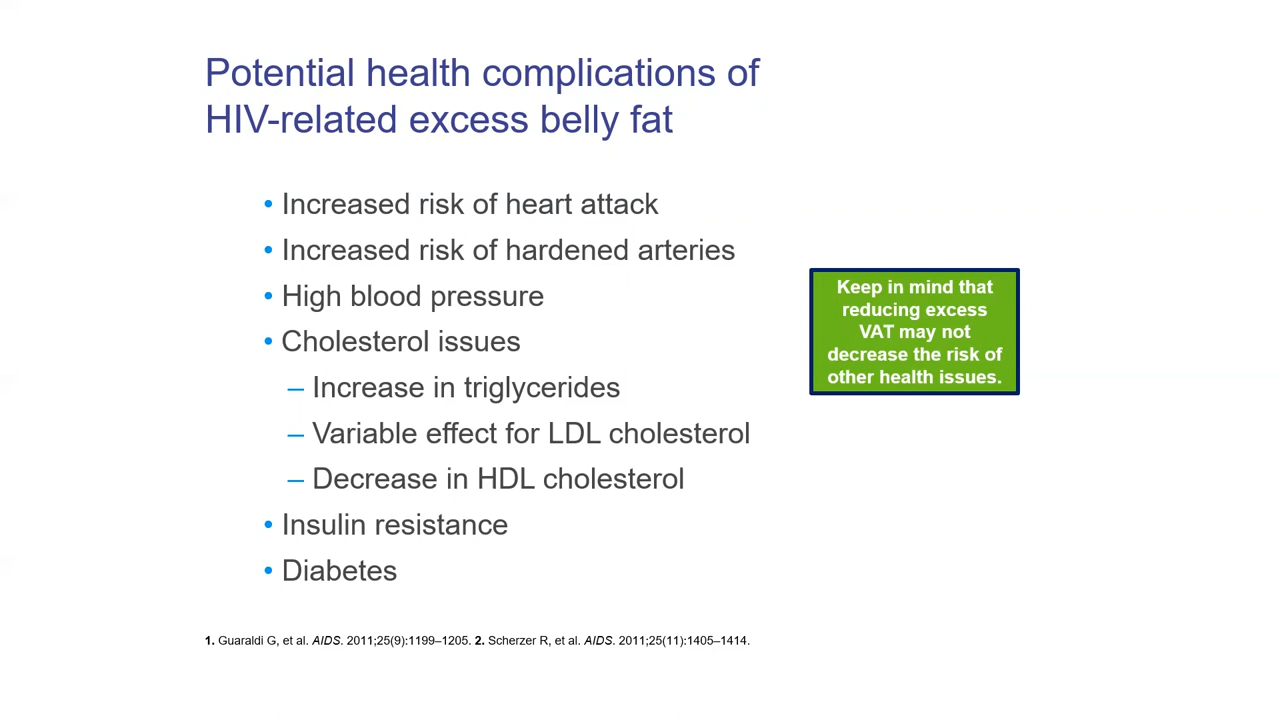 Potential health complications of
HIV-related excess belly fat
• Increased risk of heart attack
• Increased risk of hardened arteries
• High blood pressure
• Cholesterol issues
– Increase in triglycerides
– Variable effect for LDL cholesterol
– Decrease in HDL cholesterol
• Insulin resistance
• Diabetes
Keep in mind that
reducing excess
VAT may not
decrease the risk of
other health issues.
1. Guaraldi G, et al. AIDS. 2011;25(9):1199–1205. 2. Scherzer R, et al. AIDS. 2011;25(11):1405–1414.